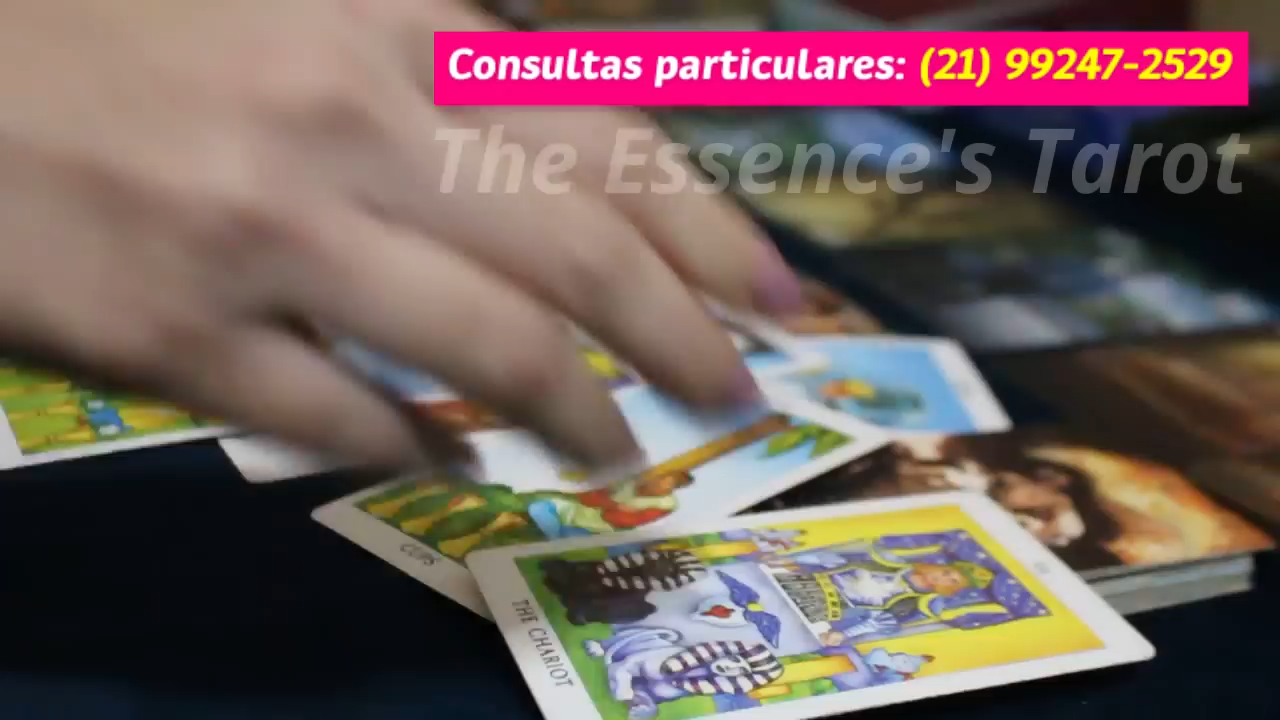 Consultas particulares: (21) 99247-2529
The Essence's Tarot
CUPS
THE CHARIOT